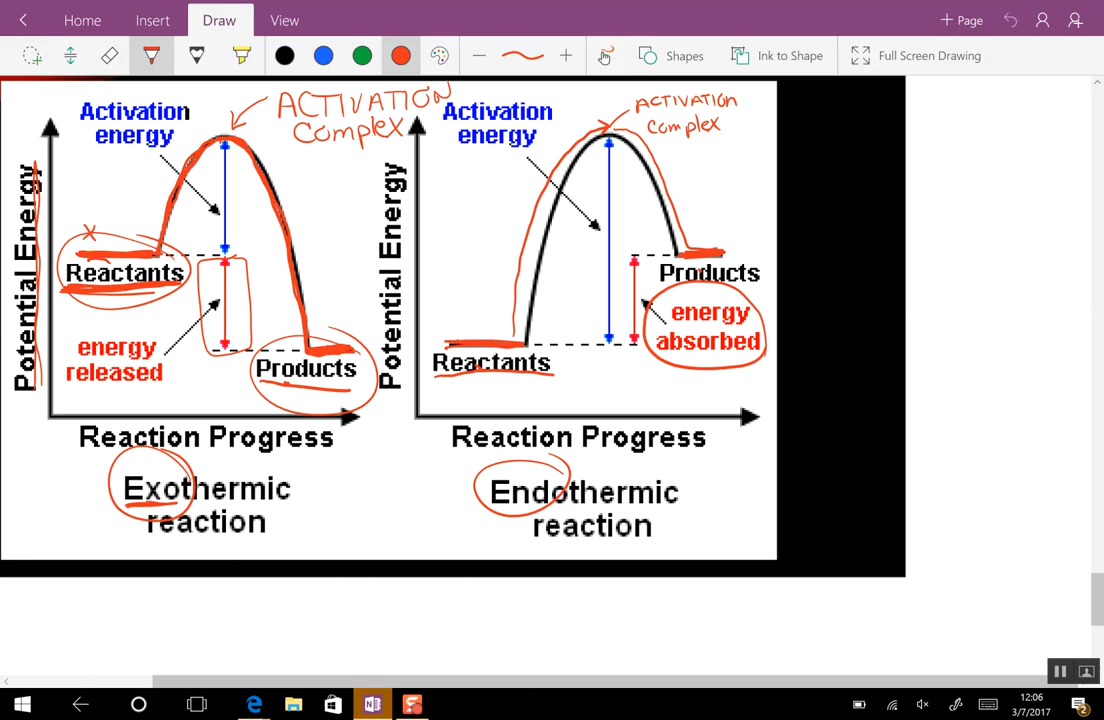 Home Insert Draw View
Page
Shapes Ink to Shape Full Screen Drawing
Activation
energy
ACTIVATION
Complex
Potential Energy
Reactants
energy
released
Products
Reaction Progress
Exothermic
reaction
Activation
energy
ACTIVATION
Complex
Potential Energy
Products
energy
absorbed
Reactants
Reaction Progress
Endothermic
reaction
12:06
3/7/2017
2